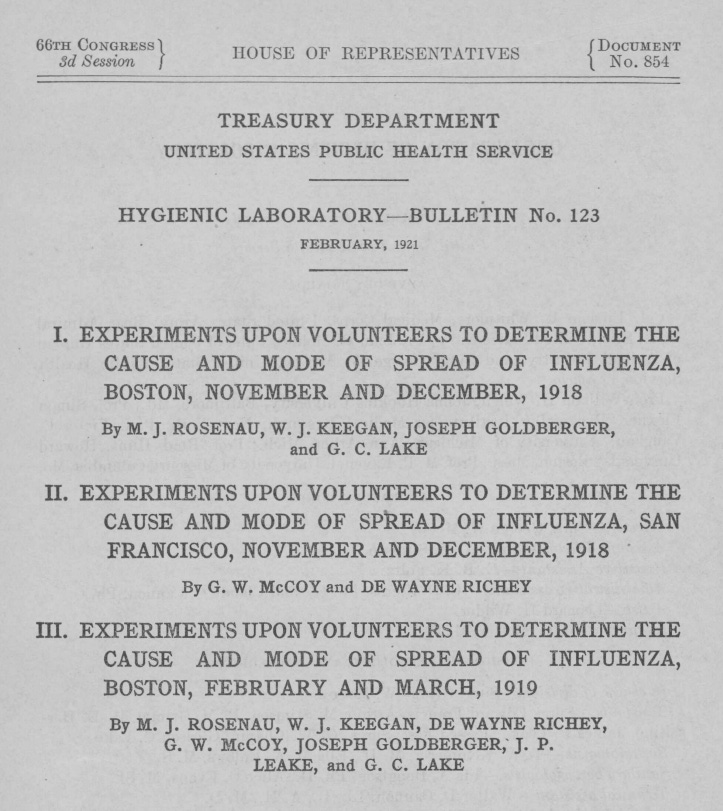 66TH CONGRESS
3d Session
HOUSE OF REPRESENTATIVES
DOCUMENT
No. 854
TREASURY DEPARTMENT
UNITED STATES PUBLIC HEALTH SERVICE
HYGIENIC LABORATORY—BULLETIN No. 123
FEBRUARY, 1921
I. EXPERIMENTS UPON VOLUNTEERS TO DETERMINE THE
CAUSE AND MODE OF SPREAD OF INFLUENZA,
BOSTON, NOVEMBER AND DECEMBER, 1918
By M. J. ROSENAU, W. J. KEEGAN, JOSEPH GOLDBERGER,
and G. C. LAKE
II. EXPERIMENTS UPON VOLUNTEERS TO DETERMINE THE
CAUSE AND MODE OF SPREAD OF INFLUENZA, SAN
FRANCISCO, NOVEMBER AND DECEMBER, 1918
By G. W. McCOY and DE WAYNE RICHEY
III. EXPERIMENTS UPON VOLUNTEERS TO DETERMINE THE
CAUSE AND MODE OF SPREAD OF INFLUENZA,
BOSTON, FEBRUARY AND MARCH, 1919
By M. J. ROSENAU, W. J. KEEGAN, DE WAYNE RICHEY,
G. W. McCOY, JOSEPH GOLDBERGER, J. P.
LEAKE, and G. C. LAKE